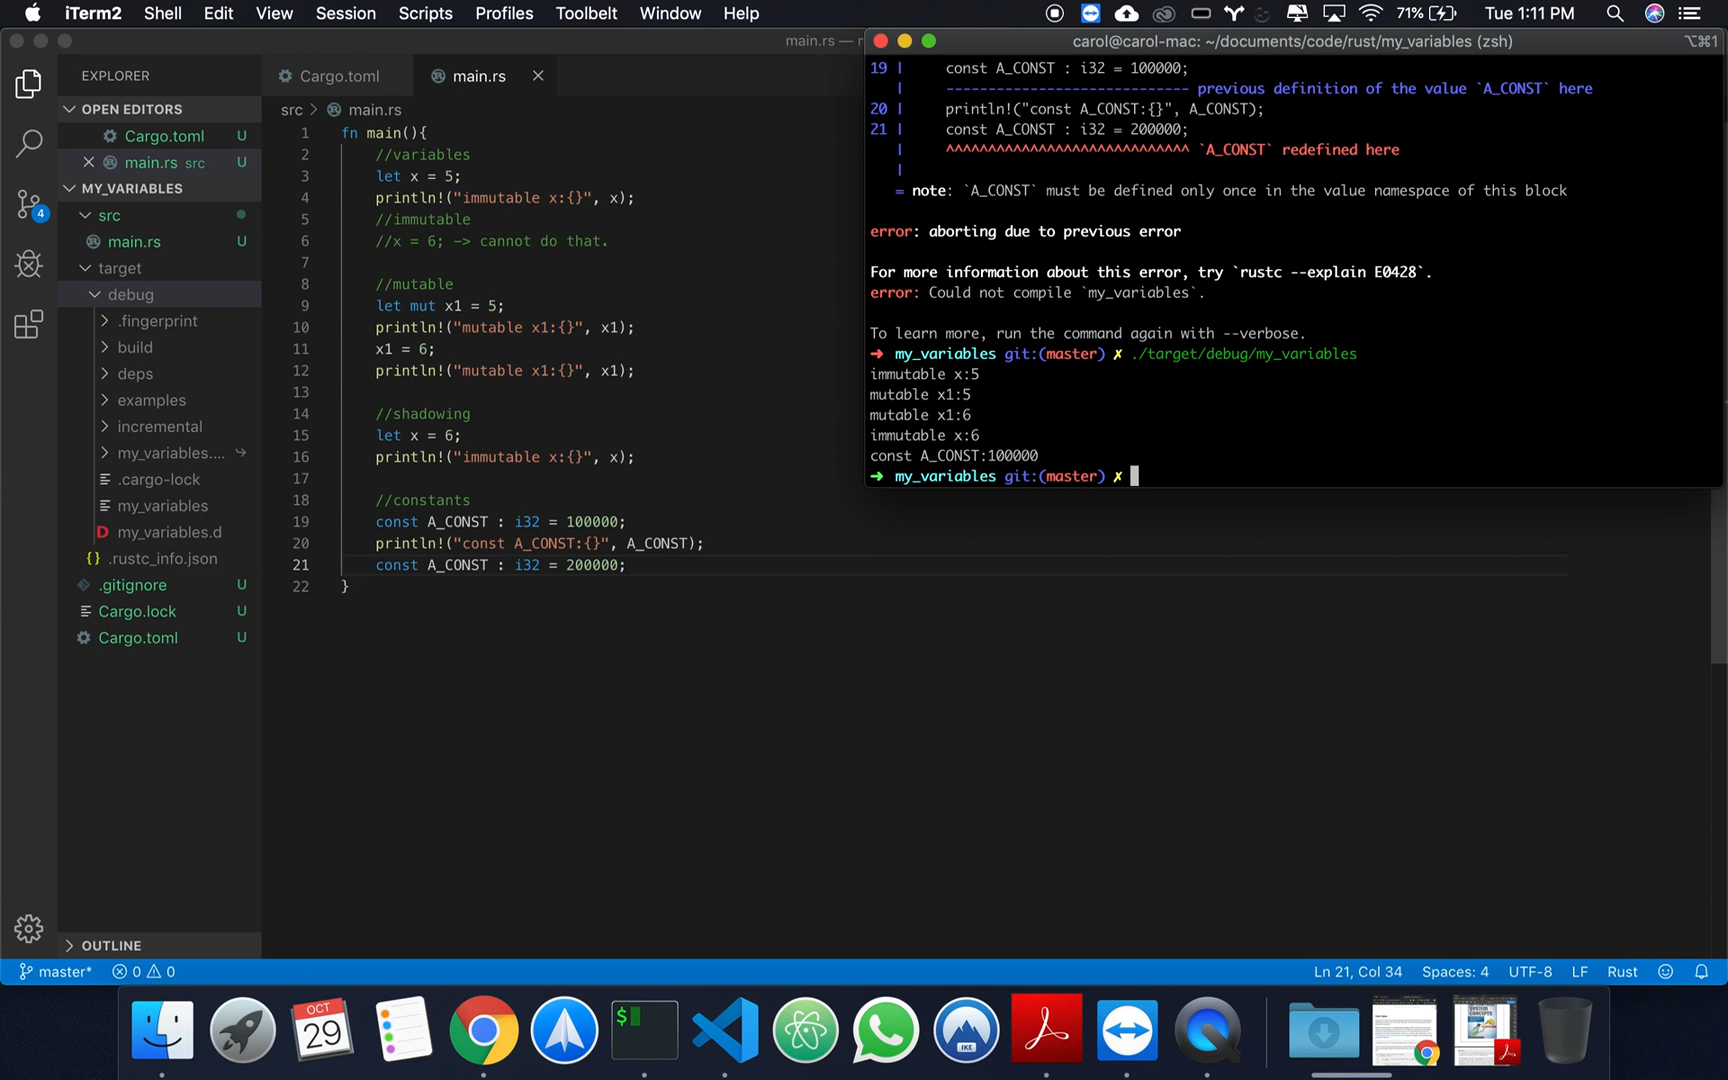 iTerm2 Shell Edit View Session Scripts Profiles Toolbelt Window Help
71% Tue 1:11 PM
main.rs — r
EXPLORER
OPEN EDITORS
Cargo.toml U
main.rs src U
MY_VARIABLES
src
main.rs U
target
debug
.fingerprint
build
deps
examples
incremental
my_variables....
.cargo-lock
my_variables
D my_variables.d
{} .rustc_info.json
.gitignore U
Cargo.lock U
Cargo.toml U
OUTLINE
4
Cargo.toml main.rs
src > main.rs
1 fn main(){
2 //variables
3 let x = 5;
4 println!("immutable x:{}", x);
5 //immutable
6 //x = 6; -> cannot do that.
7
8 //mutable
9 let mut x1 = 5;
10 println!("mutable x1:{}", x1);
11 x1 = 6;
12 println!("mutable x1:{}", x1);
13
14 //shadowing
15 let x = 6;
16 println!("immutable x:{}", x);
17
18 //constants
19 const A_CONST : i32 = 100000;
20 println!("const A_CONST:{}", A_CONST);
21 const A_CONST : i32 = 200000;
22 }
carol@carol-mac: ~/documents/code/rust/my_variables (zsh) ⌥⌘1
19 | const A_CONST : i32 = 100000;
| ----------------------------- previous definition of the value `A_CONST` here
20 | println!("const A_CONST:{}", A_CONST);
21 | const A_CONST : i32 = 200000;
| ^^^^^^^^^^^^^^^^^^^^^^^^^^^^^ `A_CONST` redefined here
|
= note: `A_CONST` must be defined only once in the value namespace of this block
error: aborting due to previous error
For more information about this error, try `rustc --explain E0428`.
error: Could not compile `my_variables`.
To learn more, run the command again with --verbose.
➜ my_variables git:(master) ✗ ./target/debug/my_variables
immutable x:5
mutable x1:5
mutable x1:6
immutable x:6
const A_CONST:100000
➜ my_variables git:(master) ✗
master* 0 0
Ln 21, Col 34 Spaces: 4 UTF-8 LF Rust
OCT
29
$
IKE